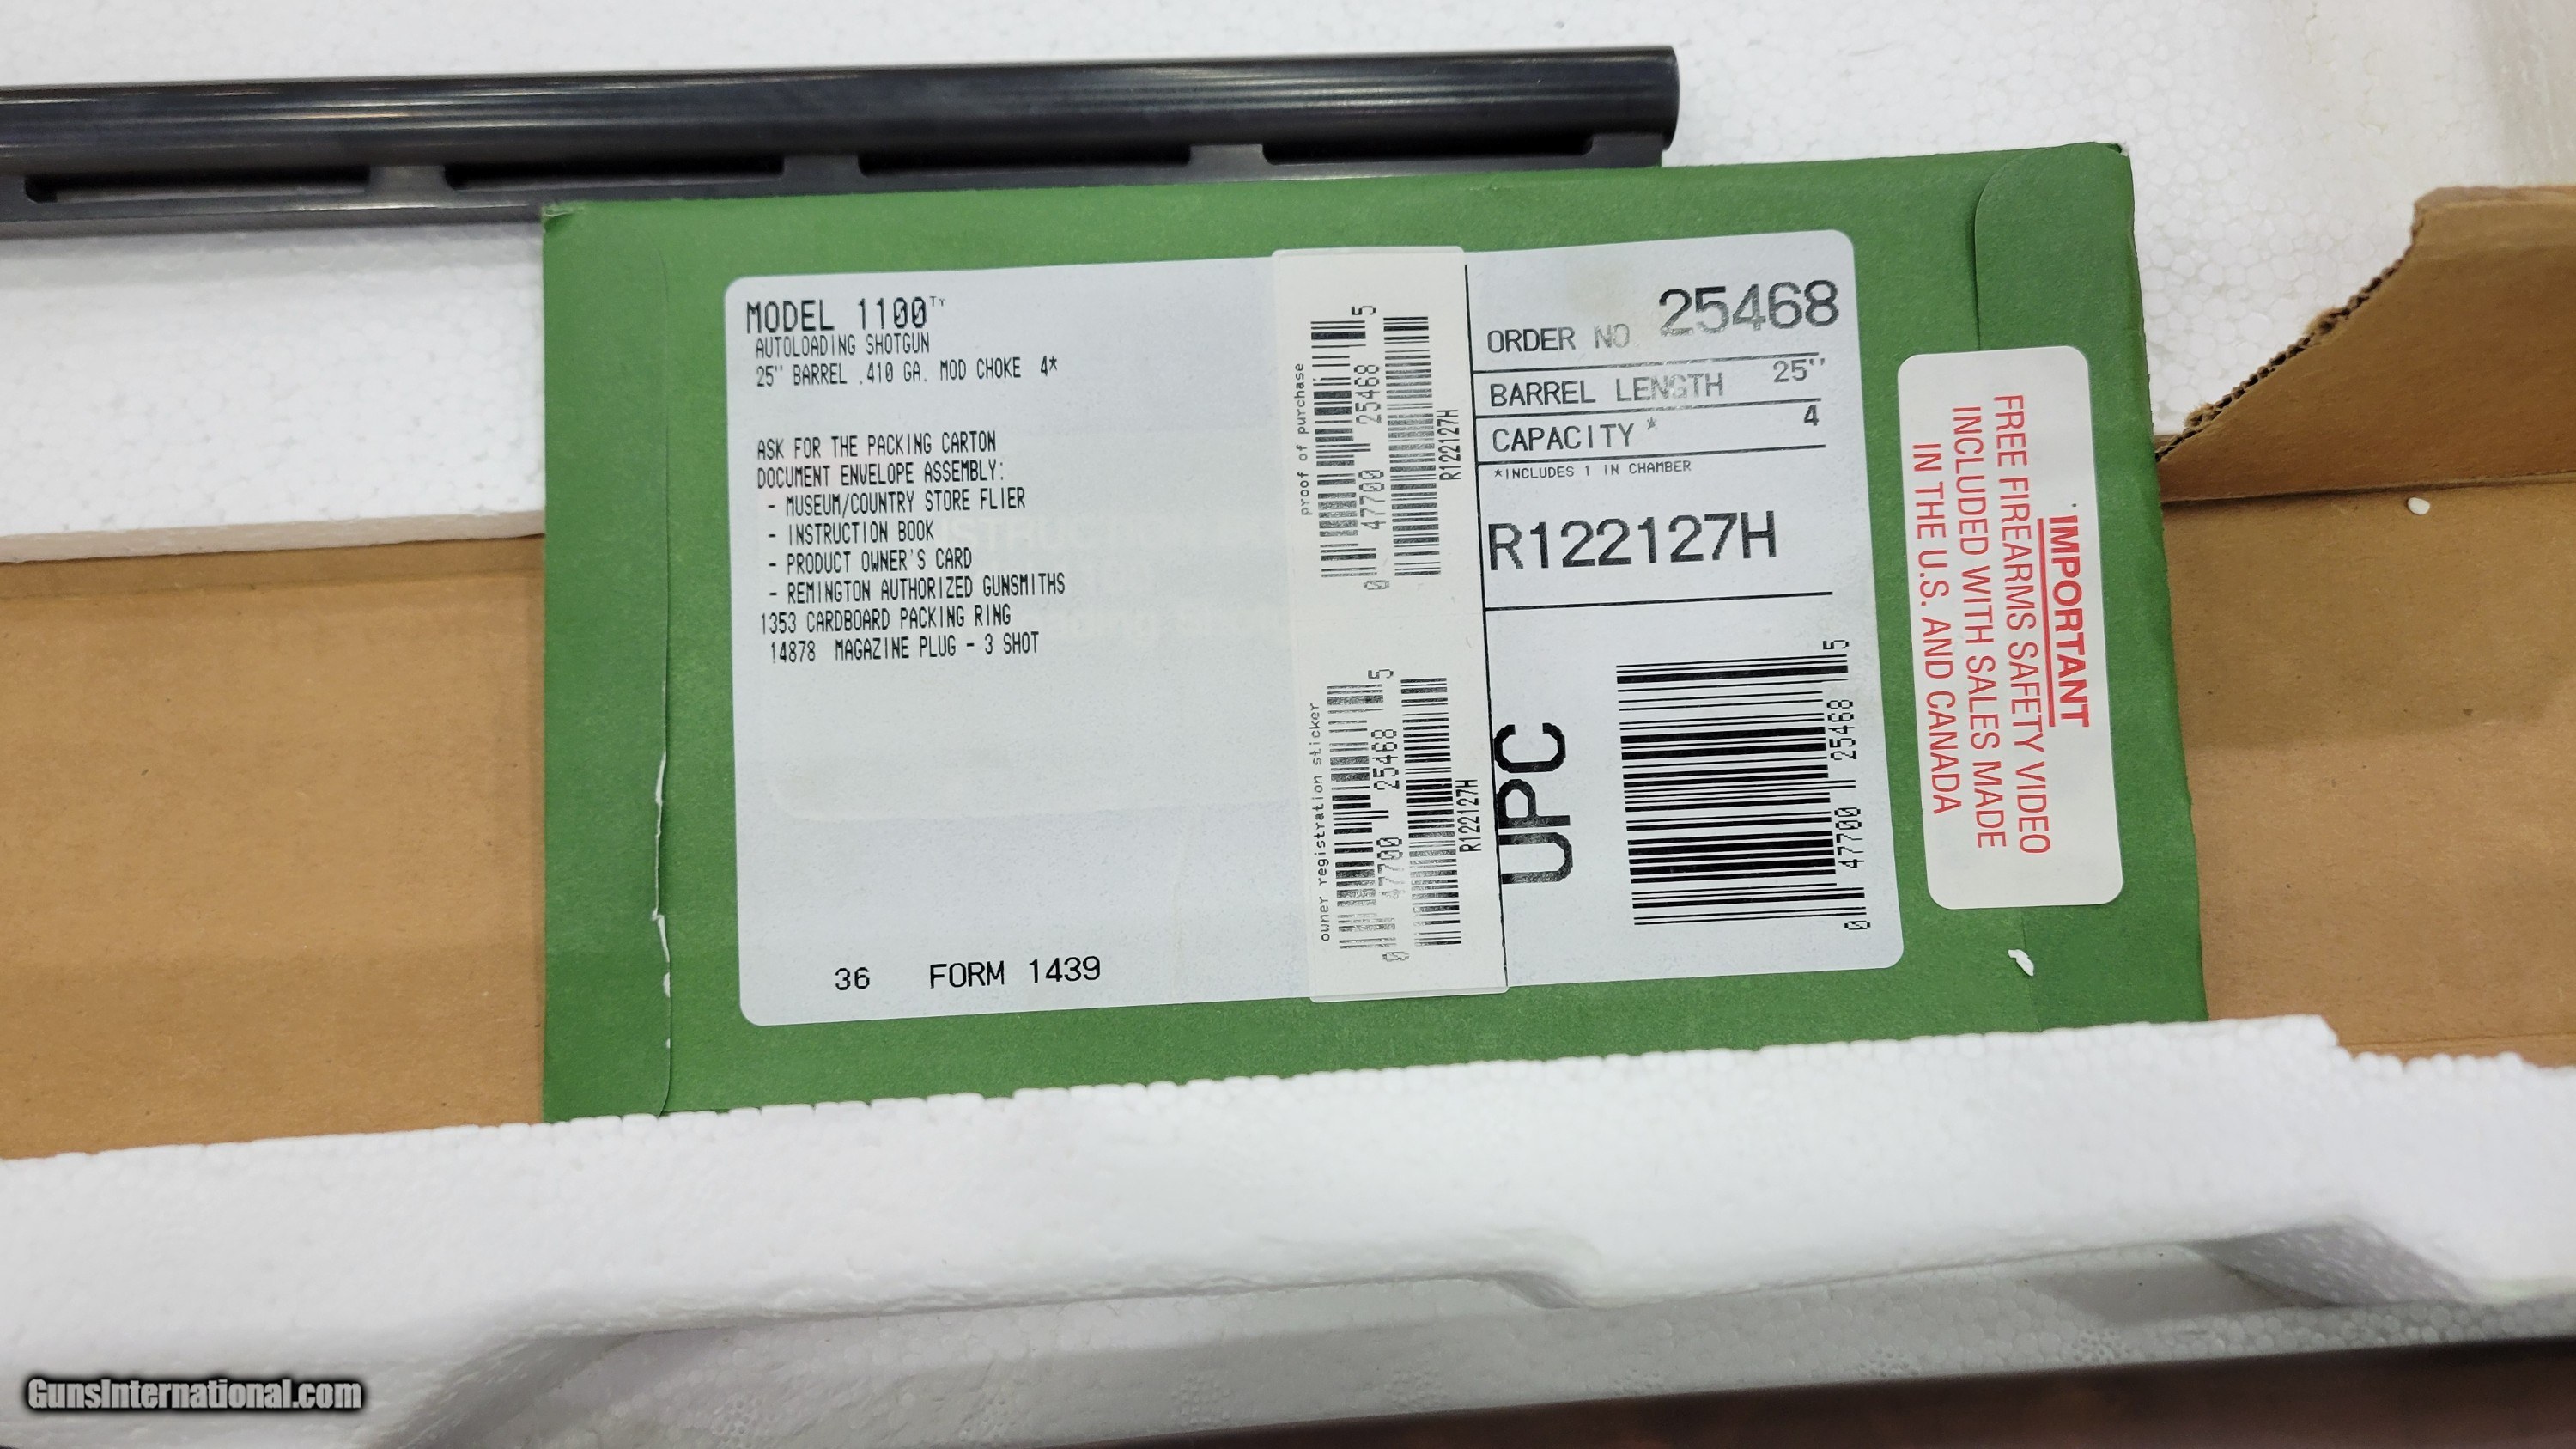 MODEL 1100™
AUTOLOADING SHOTGUN
25" BARREL .410 GA. MOD CHOKE 4*
ASK FOR THE PACKING CARTON
DOCUMENT ENVELOPE ASSEMBLY:
- MUSEUM/COUNTRY STORE FLIER
- INSTRUCTION BOOK
- PRODUCT OWNER'S CARD
- REMINGTON AUTHORIZED GUNSMITHS
1353 CARDBOARD PACKING RING
14878 MAGAZINE PLUG - 3 SHOT
36 FORM 1439
proof of purchase
0 47700 25468 5
R122127H
owner registration sticker
0 47700 25468 5
R122127H
ORDER NO 25468
BARREL LENGTH 25"
CAPACITY * 4
*INCLUDES 1 IN CHAMBER
R122127H
UPC
0 47700 25468 5
IMPORTANT
FREE FIREARMS SAFETY VIDEO
INCLUDED WITH SALES MADE
IN THE U.S. AND CANADA
GunsInternational.com